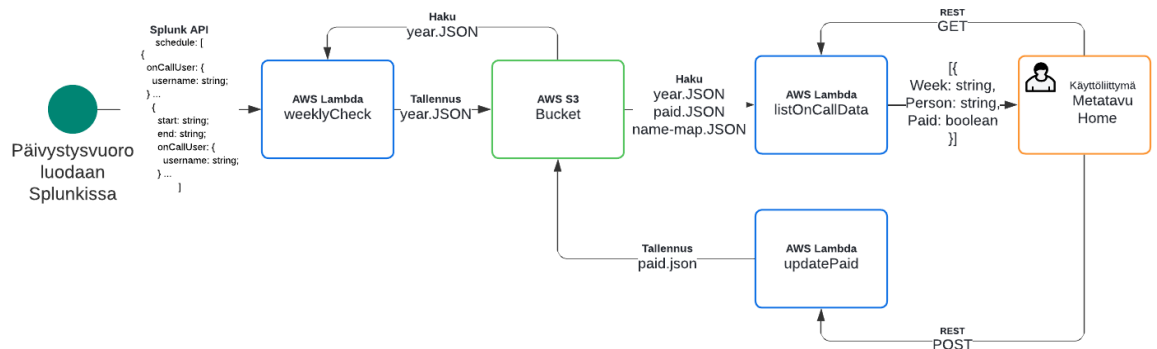 Päivystysvuoro
luodaan
Splunkissa
Splunk API
schedule: [
{
onCallUser: {
username: string;
} ...
{
start: string;
end: string;
onCallUser: {
username: string;
} ...
]
AWS Lambda
weeklyCheck
Haku
year.JSON
Tallennus
year.JSON
AWS S3
Bucket
Haku
year.JSON
paid.JSON
name-map.JSON
AWS Lambda
listOnCallData
REST
GET
[{
Week: string,
Person: string,
Paid: boolean
}]
Käyttöliittymä
Metatavu
Home
Tallennus
paid.json
AWS Lambda
updatePaid
REST
POST